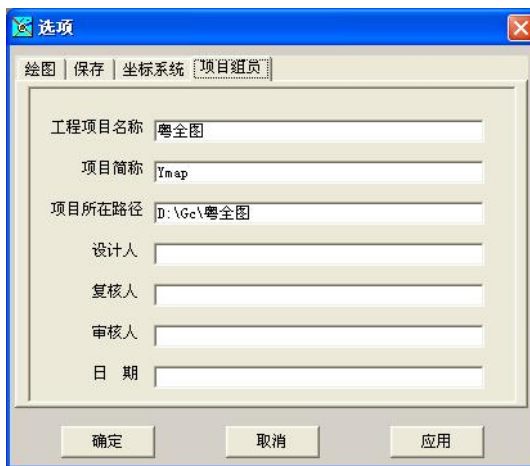 选项
绘图 保存 坐标系统 项目组员
工程项目名称 粤全图
项目简称 Ymap
项目所在路径 D:\Gc\粤全图
设计人
复核人
审核人
日 期
确定 取消 应用